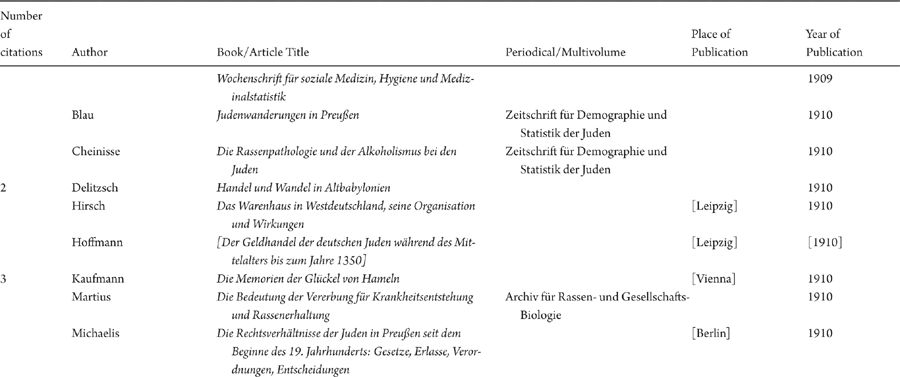 Number
of
citations Author Book/Article Title Periodical/Multivolume Place of
Publication Year of
Publication
Wochenschrift für soziale Medizin, Hygiene und Mediz- 1909
inalstatistik
Blau Judenwanderungen in Preußen Zeitschrift für Demographie und 1910
Statistik der Juden
Cheinisse Die Rassenpathologie und der Alkoholismus bei den Zeitschrift für Demographie und 1910
Juden Statistik der Juden
2 Delitzsch Handel und Wandel in Altbabylonien 1910
Hirsch Das Warenhaus in Westdeutschland, seine Organisation [Leipzig] 1910
und Wirkungen
Hoffmann [Der Geldhandel der deutschen Juden während des Mit- [Leipzig] [1910]
telalters bis zum Jahre 1350]
3 Kaufmann Die Memorien der Glückel von Hameln [Vienna] 1910
Martius Die Bedeutung der Vererbung für Krankheitsentstehung Archiv für Rassen- und Gesellschafts- 1910
und Rassenerhaltung Biologie
Michaelis Die Rechtsverhältnisse der Juden in Preußen seit dem [Berlin] 1910
Beginne des 19. Jahrhunderts: Gesetze, Erlasse, Veror-
dnungen, Entscheidungen